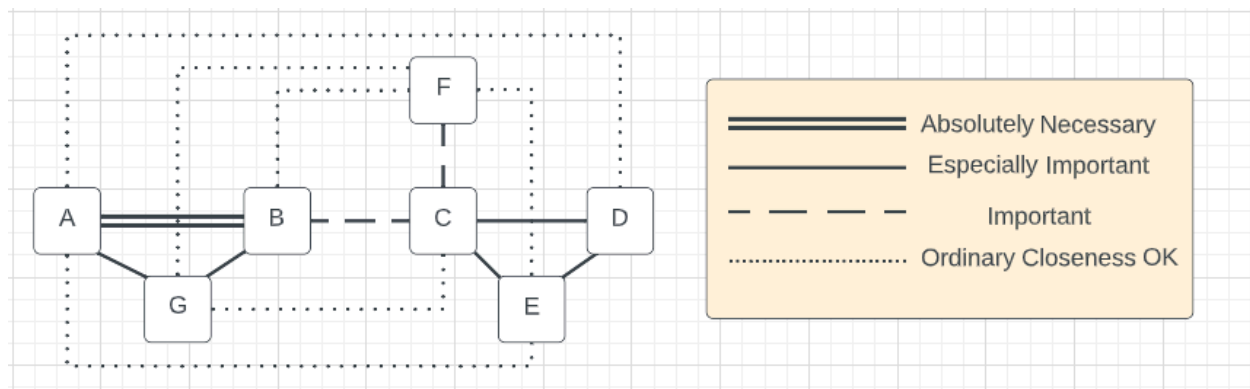 F
A
B
C
D
G
E
Absolutely Necessary
Especially Important
Important
Ordinary Closeness OK